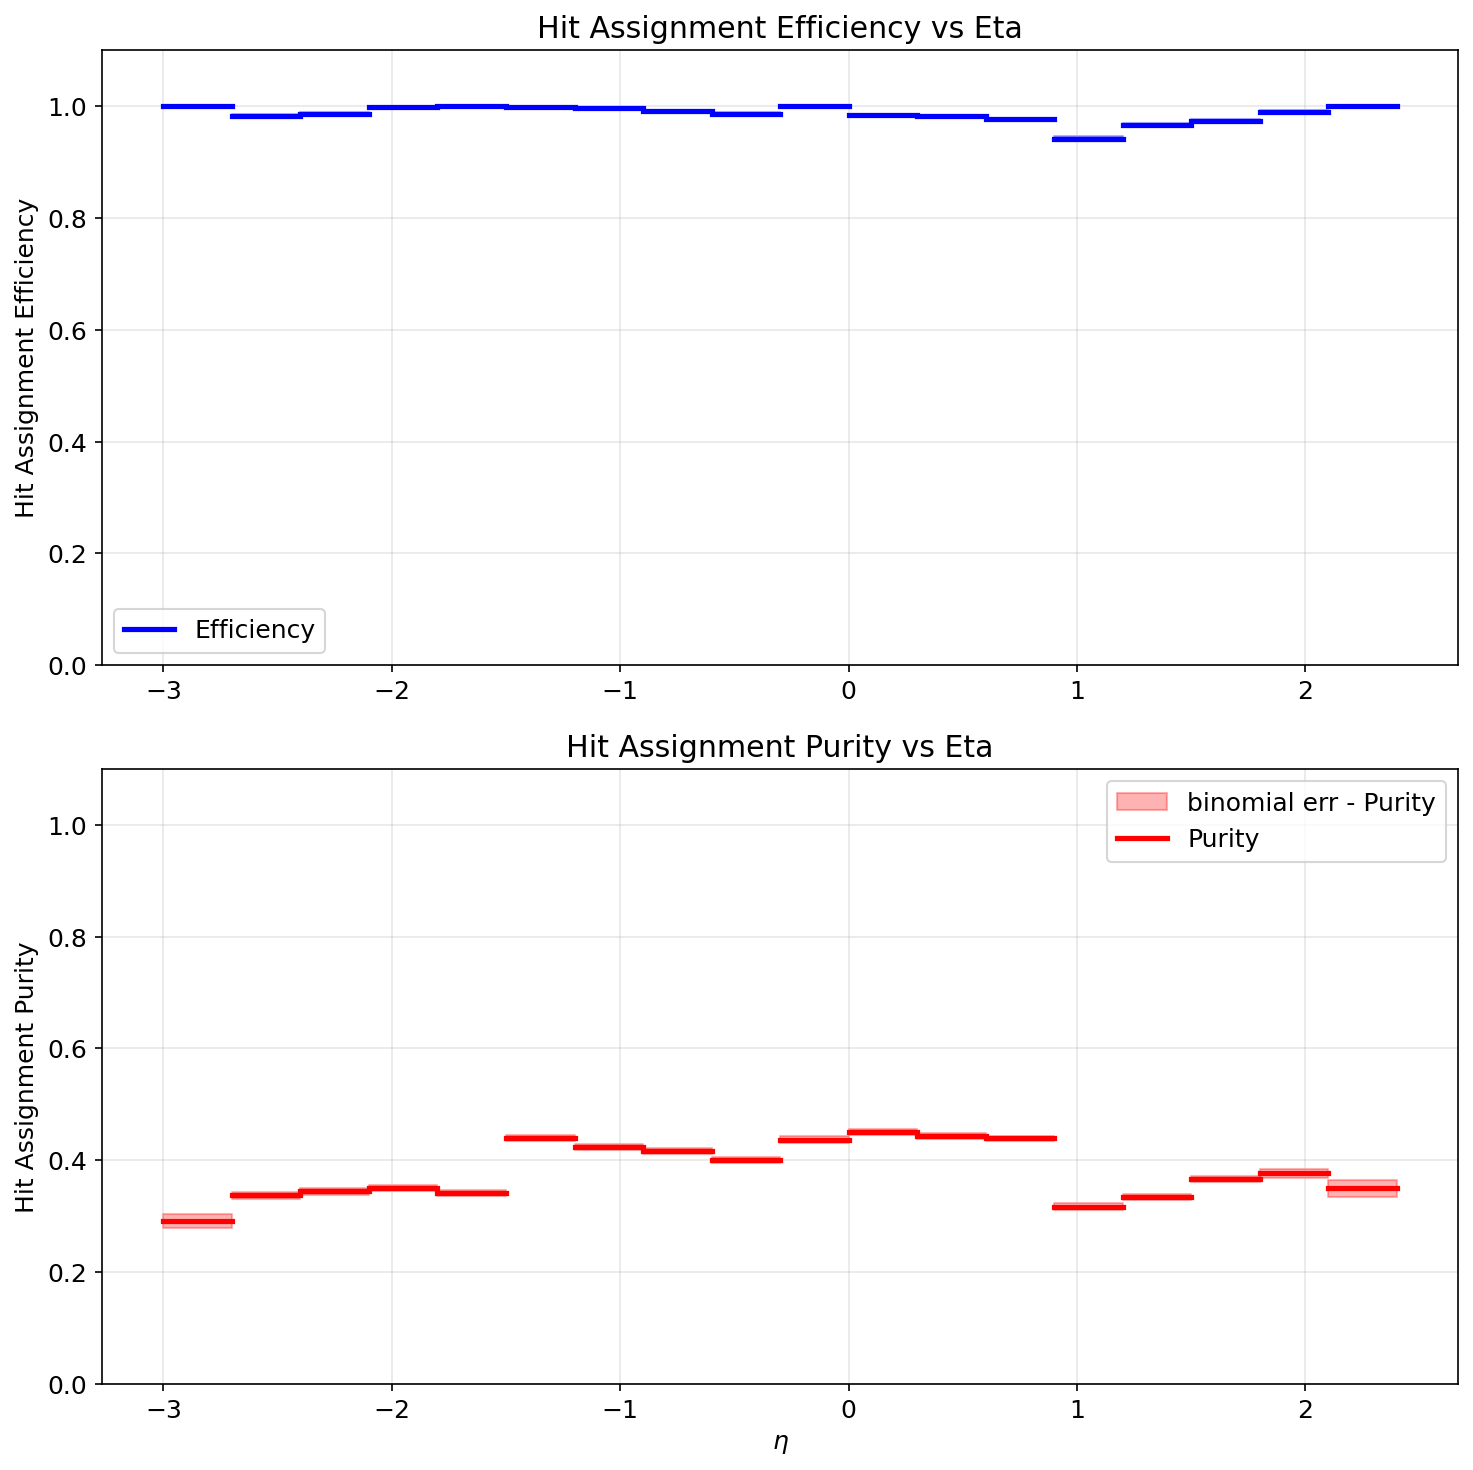 Hit Assignment Efficiency vs Eta
Hit Assignment Efficiency
1.0
0.8
0.6
0.4
0.2
0.0
Efficiency
−3 −2 −1 0 1 2
Hit Assignment Purity vs Eta
Hit Assignment Purity
1.0
0.8
0.6
0.4
0.2
0.0
binomial err - Purity
Purity
−3 −2 −1 0 1 2
η